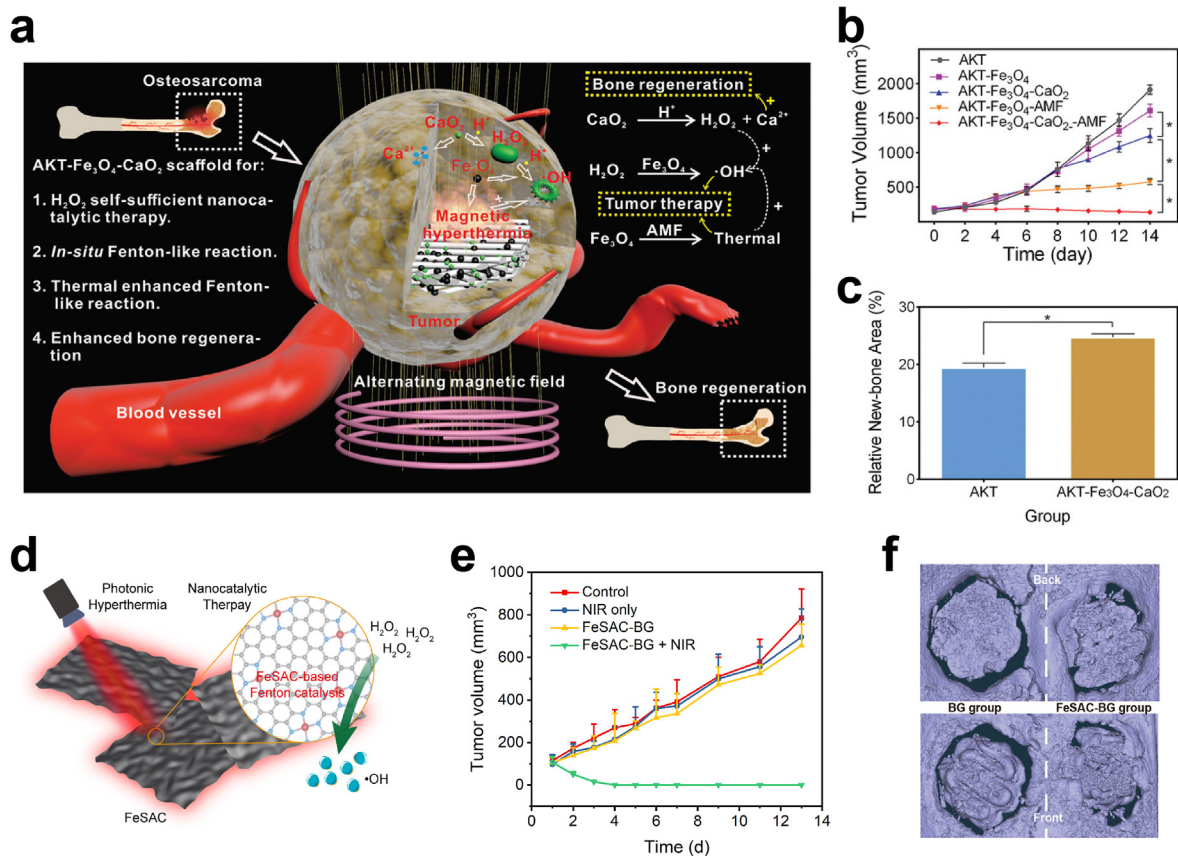 a
Osteosarcoma
AKT-Fe₃O₄-CaO₂ scaffold for:
1. H₂O₂ self-sufficient nanoca-
talytic therapy.
2. In-situ Fenton-like reaction.
3. Thermal enhanced Fenton-
like reaction.
4. Enhanced bone regenera-
tion
Blood vessel
CaO₂
H⁺
H₂O₂
Ca²⁺
H⁺
Fe₃O₄
·OH
+
Magnetic
hyperthermia
Tumor
Alternating magnetic field
Bone regeneration
+
CaO₂ H⁺ H₂O₂ + Ca²⁺
+
H₂O₂ Fe₃O₄ ·OH
Tumor therapy
+
Fe₃O₄ AMF Thermal
Bone regeneration
b
Tumor Volume (mm³)
2000
1500
1000
500
AKT
AKT-Fe₃O₄
AKT-Fe₃O₄-CaO₂
AKT-Fe₃O₄-AMF
AKT-Fe₃O₄-CaO₂-AMF
*
*
*
0 2 4 6 8 10 12 14
Time (day)
c
Relative New-bone Area (%)
30
20
10
0
*
AKT AKT-Fe₃O₄-CaO₂
Group
d
Photonic
Hyperthermia
Nanocatalytic
Therpay
H₂O₂
H₂O₂
H₂O₂
FeSAC-based
Fenton catalysis
·OH
FeSAC
e
Tumor volume (mm³)
1000
800
600
400
200
0
Control
NIR only
FeSAC-BG
FeSAC-BG + NIR
0 2 4 6 8 10 12 14
Time (d)
f
Back
BG group FeSAC-BG group
Front